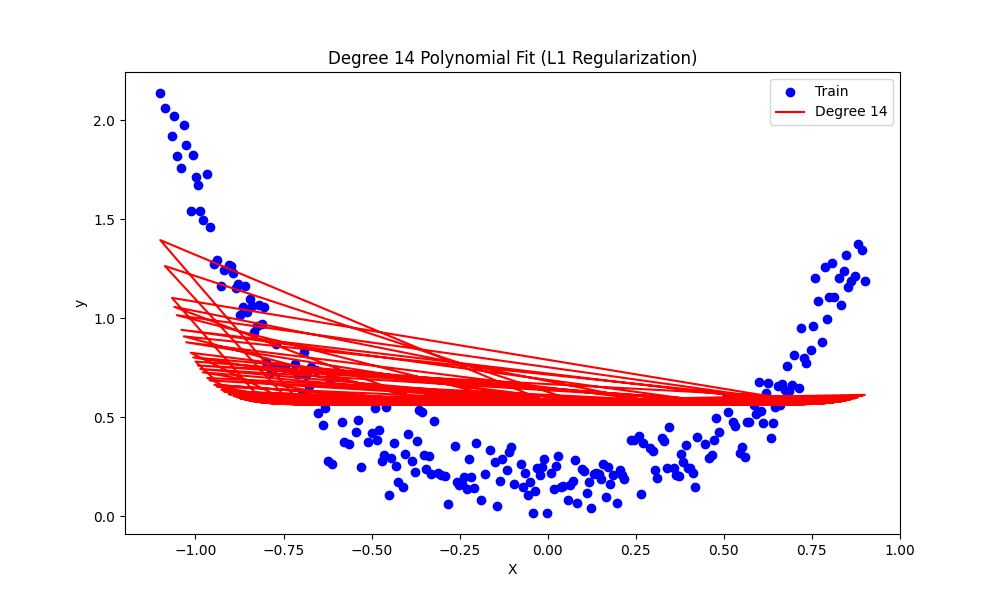 Degree 14 Polynomial Fit (L1 Regularization)
Train
Degree 14
y
2.0
1.5
1.0
0.5
0.0
−1.00 −0.75 −0.50 −0.25 0.00 0.25 0.50 0.75 1.00
X